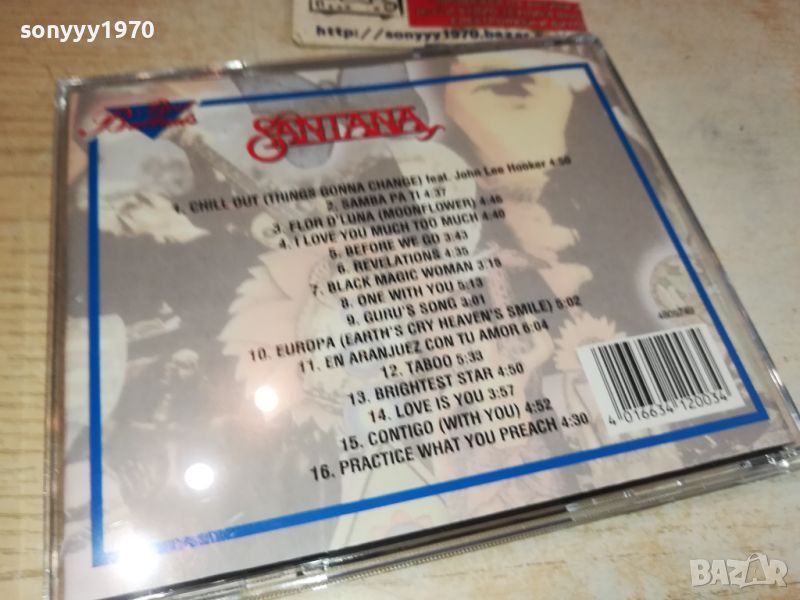 sonyyy1970
http://sonyyy1970.bazar.b
SANTANA
1. CHILL OUT (THINGS GONNA CHANGE) feat. John Lee Hooker 4:50
2. SAMBA PA TI 4:37
3. FLOR D'LUNA (MOONFLOWER) 4:46
4. I LOVE YOU MUCH TOO MUCH 4:40
5. BEFORE WE GO 3:43
6. REVELATIONS 4:35
7. BLACK MAGIC WOMAN 3:18
8. ONE WITH YOU 5:13
9. GURU'S SONG 3:01
10. EUROPA (EARTH'S CRY HEAVEN'S SMILE) 5:02
11. EN ARANJUEZ CON TU AMOR 6:04
12. TABOO 5:33
13. BRIGHTEST STAR 4:50
14. LOVE IS YOU 3:57
15. CONTIGO (WITH YOU) 4:52
16. PRACTICE WHAT YOU PREACH 4:30
4 016634 120034
BAZAR